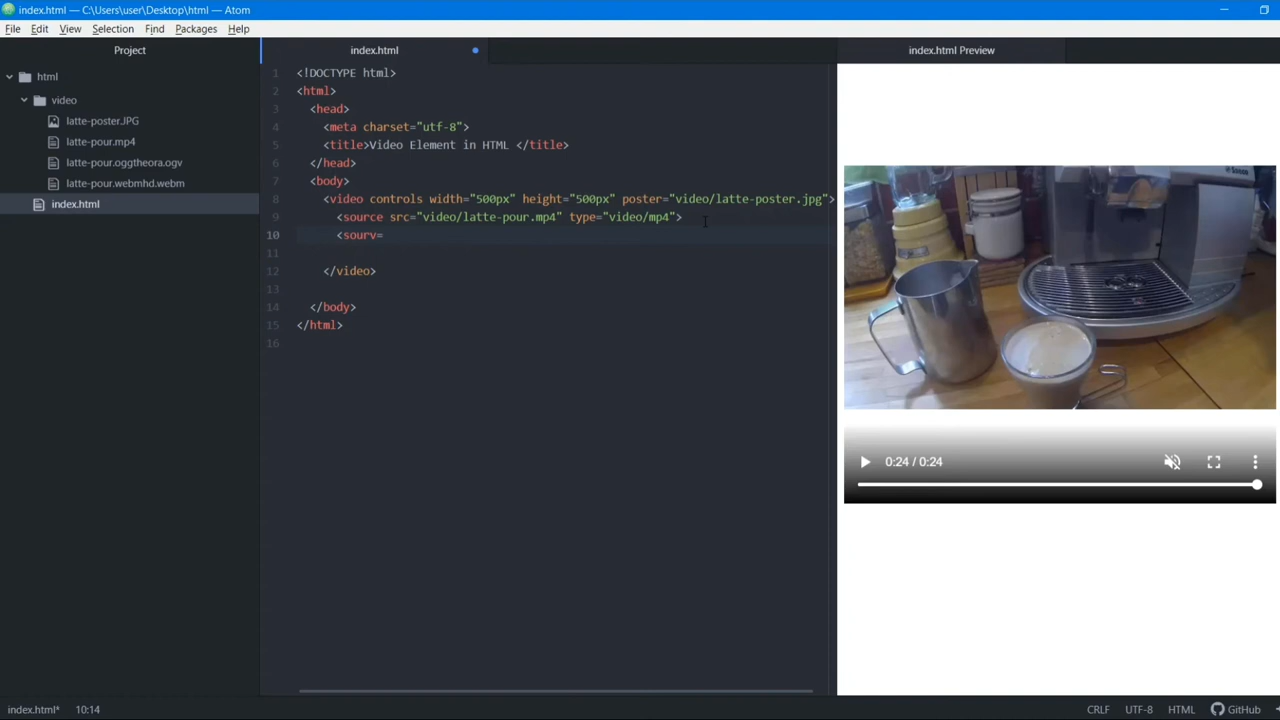 index.html — C:\Users\user\Desktop\html — Atom
File Edit View Selection Find Packages Help
Project
index.html
index.html Preview
html
video
latte-poster.JPG
latte-pour.mp4
latte-pour.oggtheora.ogv
latte-pour.webmhd.webm
index.html
1 <!DOCTYPE html>
2 <html>
3 <head>
4 <meta charset="utf-8">
5 <title>Video Element in HTML </title>
6 </head>
7 <body>
8 <video controls width="500px" height="500px" poster="video/latte-poster.jpg">
9 <source src="video/latte-pour.mp4" type="video/mp4">
10 <sourv=
11
12 </video>
13
14 </body>
15 </html>
16
0:24 / 0:24
index.html* 10:14
CRLF UTF-8 HTML GitHub